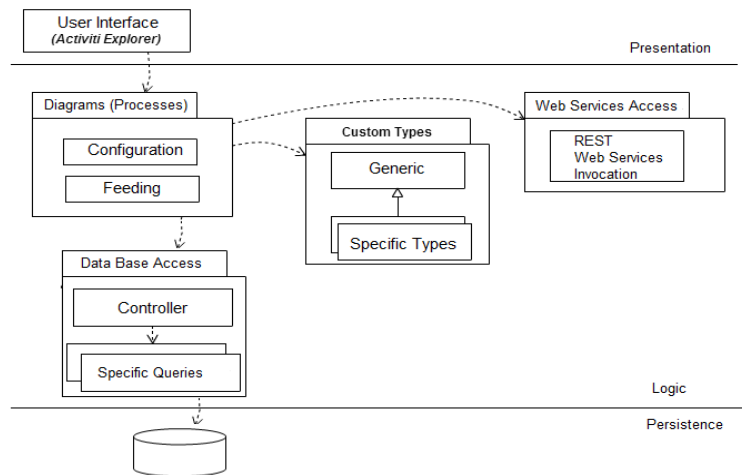 User Interface
(Activiti Explorer)
Presentation
Diagrams (Processes)
Web Services Access
Configuration
Feeding
Custom Types
Generic
Specific Types
REST
Web Services
Invocation
Data Base Access
Controller
Specific Queries
Logic
Persistence